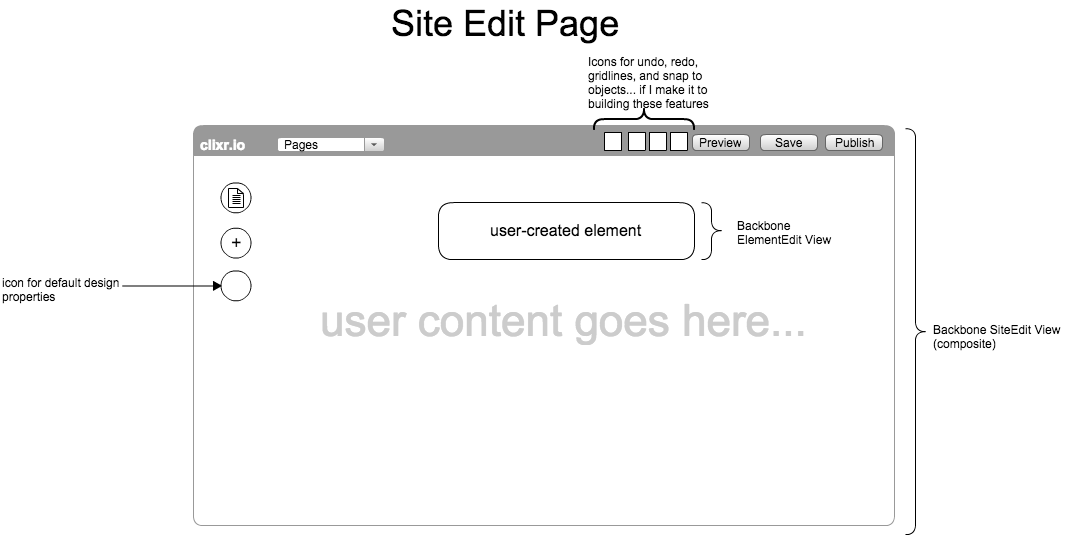 Site Edit Page
Icons for undo, redo,
gridlines, and snap to
objects... if I make it to
building these features
clixr.io
Pages
Preview
Save
Publish
user-created element
Backbone
ElementEdit View
+
icon for default design
properties
user content goes here...
Backbone SiteEdit View
(composite)